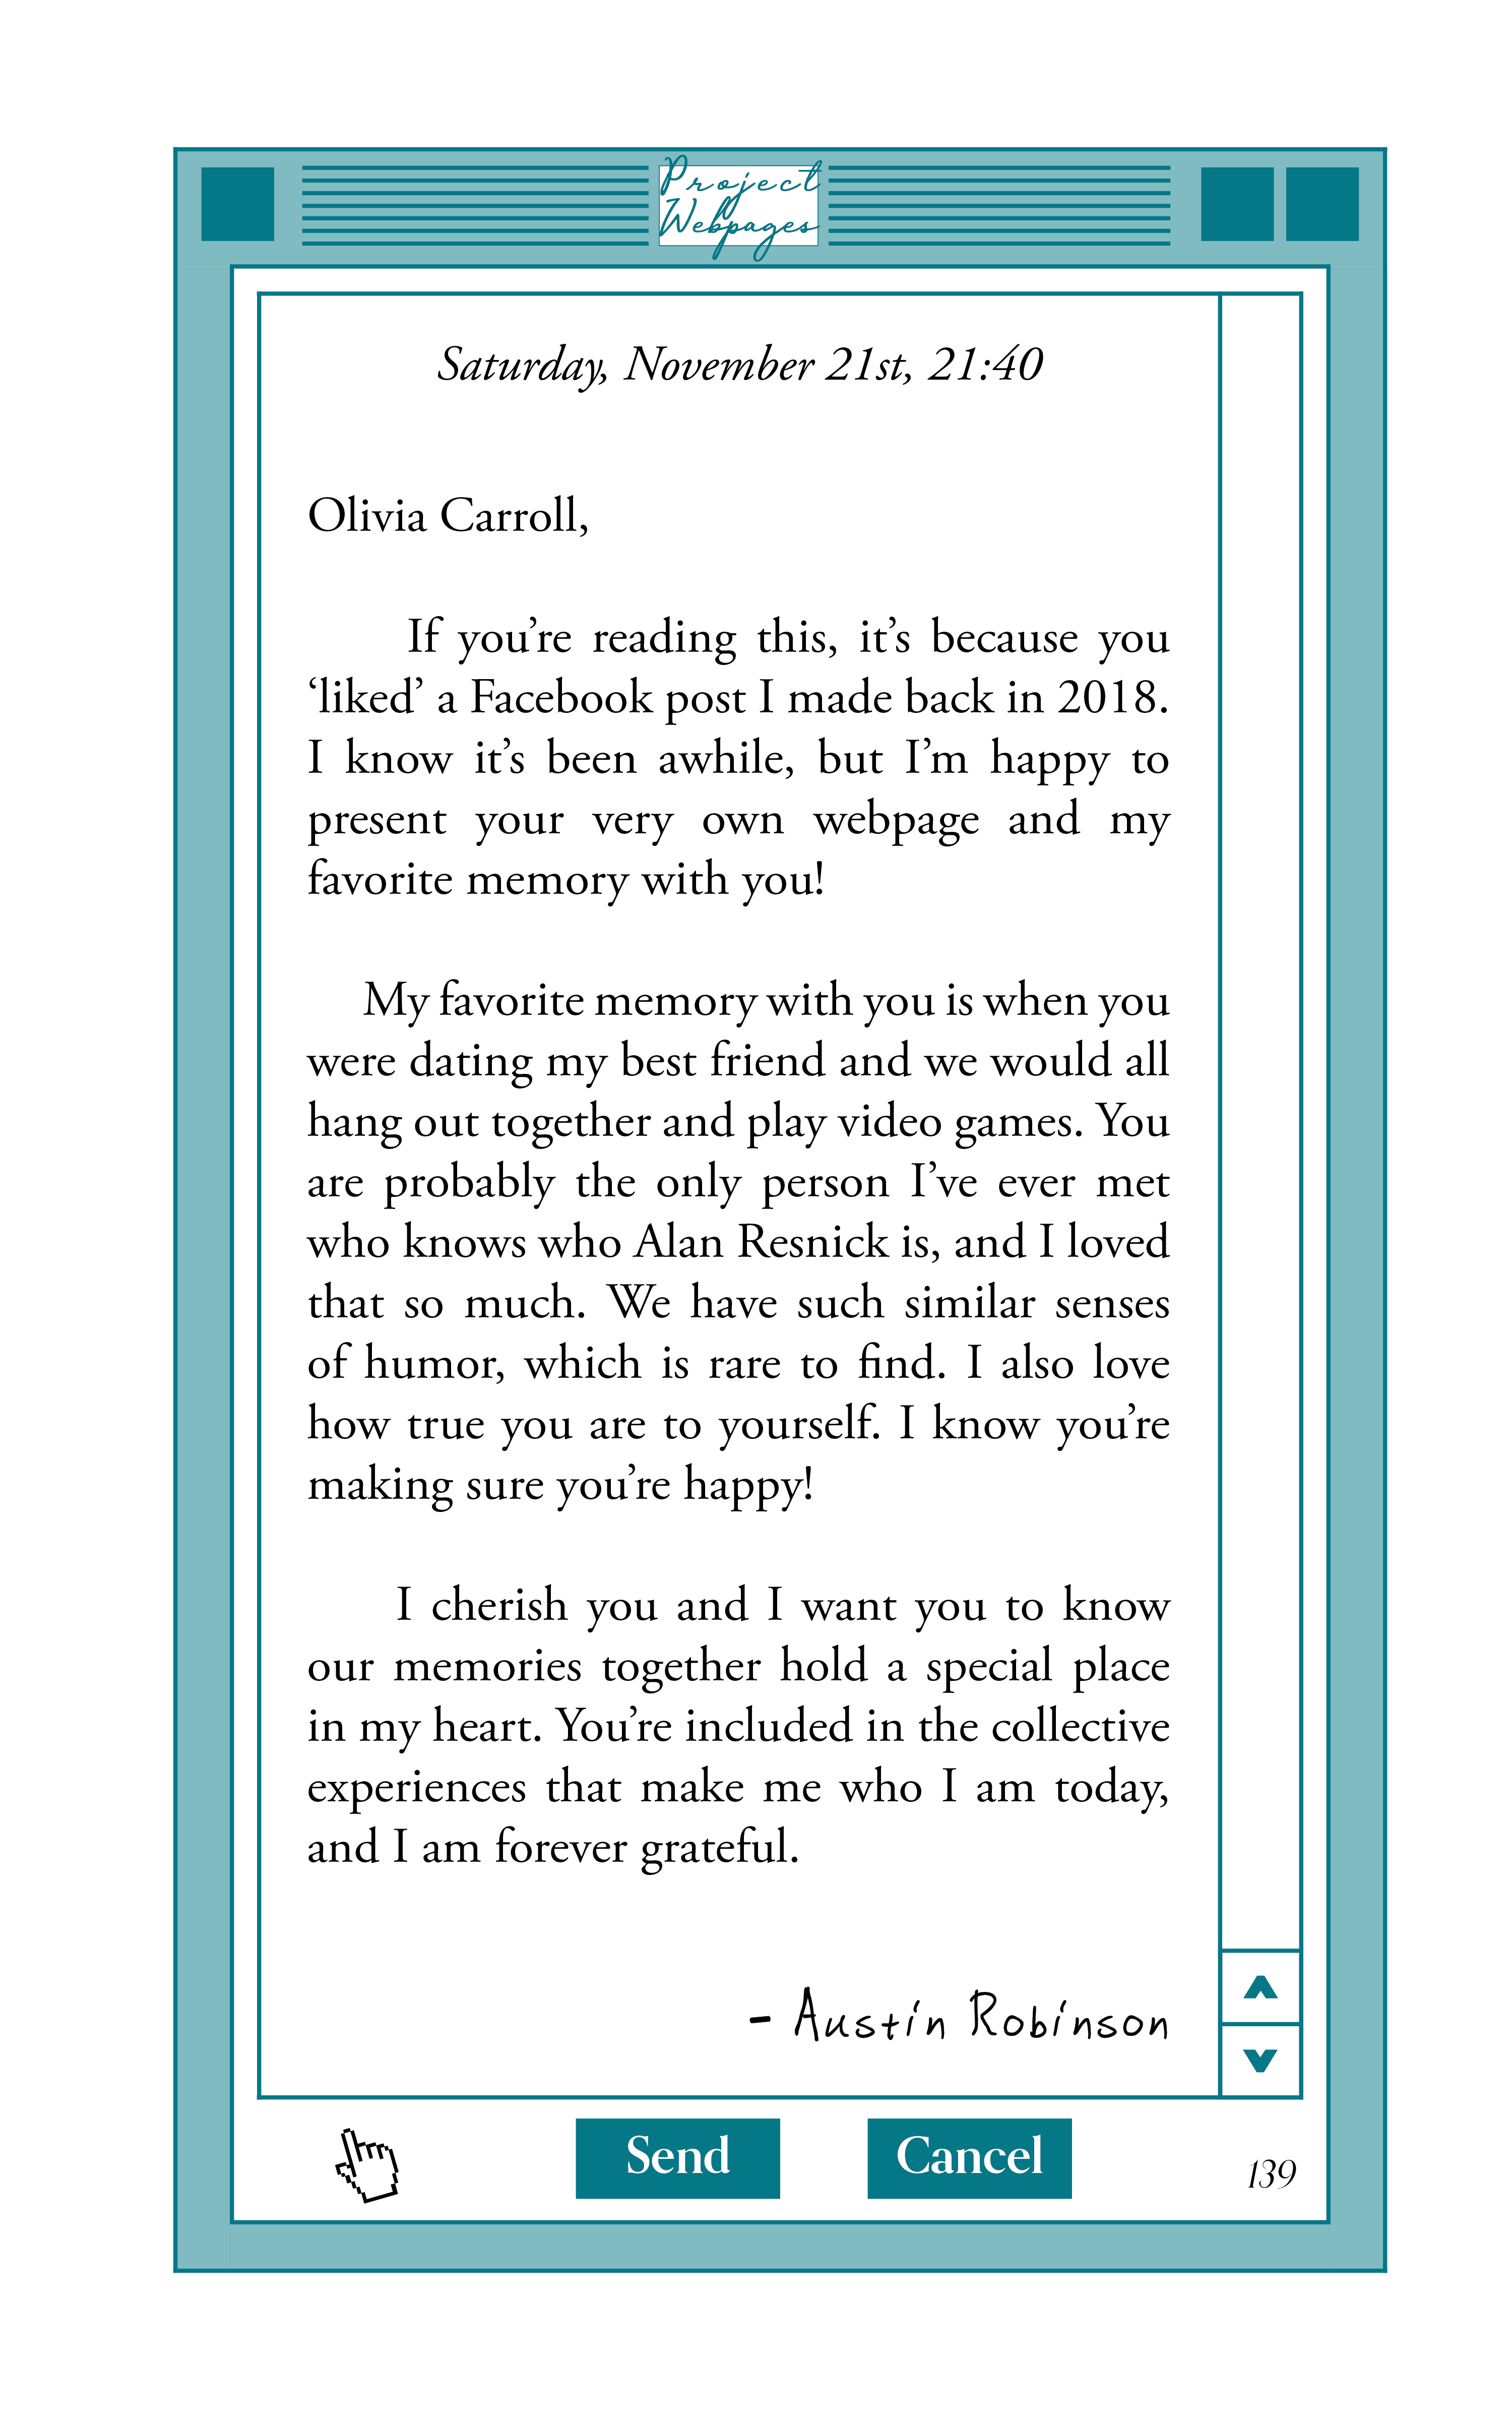 Project
Webpages
Saturday, November 21st, 21:40
Olivia Carroll,
If you’re reading this, it’s because you
‘liked’ a Facebook post I made back in 2018.
I know it’s been awhile, but I’m happy to
present your very own webpage and my
favorite memory with you!
My favorite memory with you is when you
were dating my best friend and we would all
hang out together and play video games. You
are probably the only person I’ve ever met
who knows who Alan Resnick is, and I loved
that so much. We have such similar senses
of humor, which is rare to find. I also love
how true you are to yourself. I know you’re
making sure you’re happy!
I cherish you and I want you to know
our memories together hold a special place
in my heart. You’re included in the collective
experiences that make me who I am today,
and I am forever grateful.
- Austin Robinson
Send Cancel
139